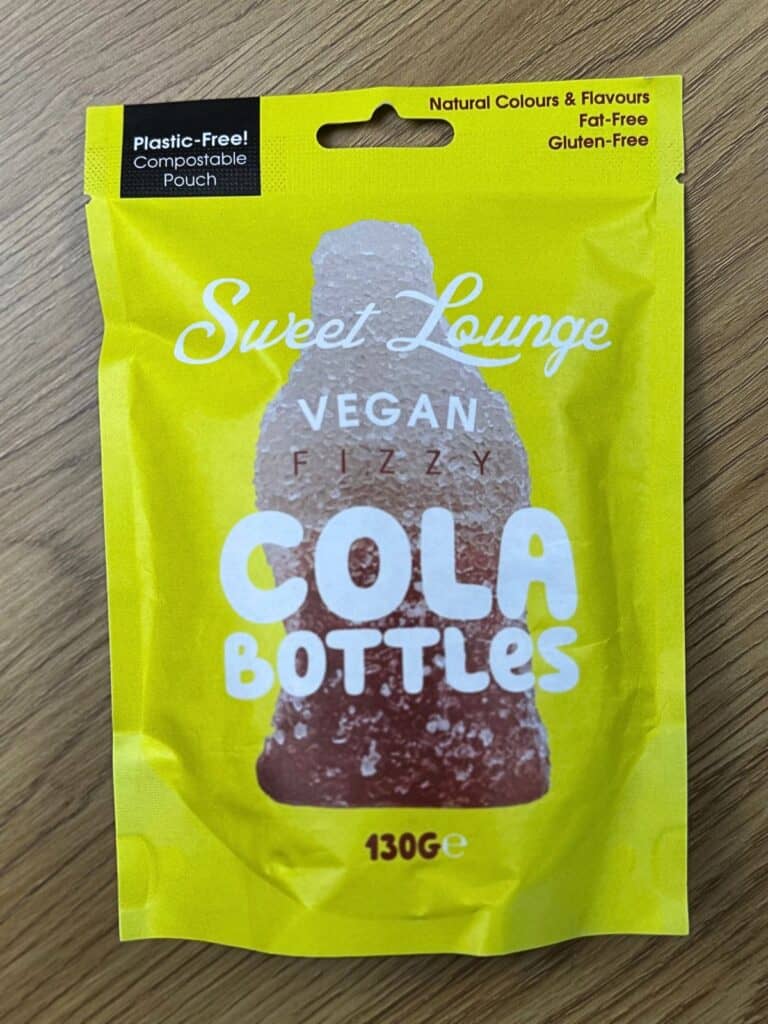 Plastic-Free!
Compostable
Pouch
Natural Colours & Flavours
Fat-Free
Gluten-Free
Sweet Lounge
VEGAN
FIZZY
COLA
BOTTLeS
130G℮